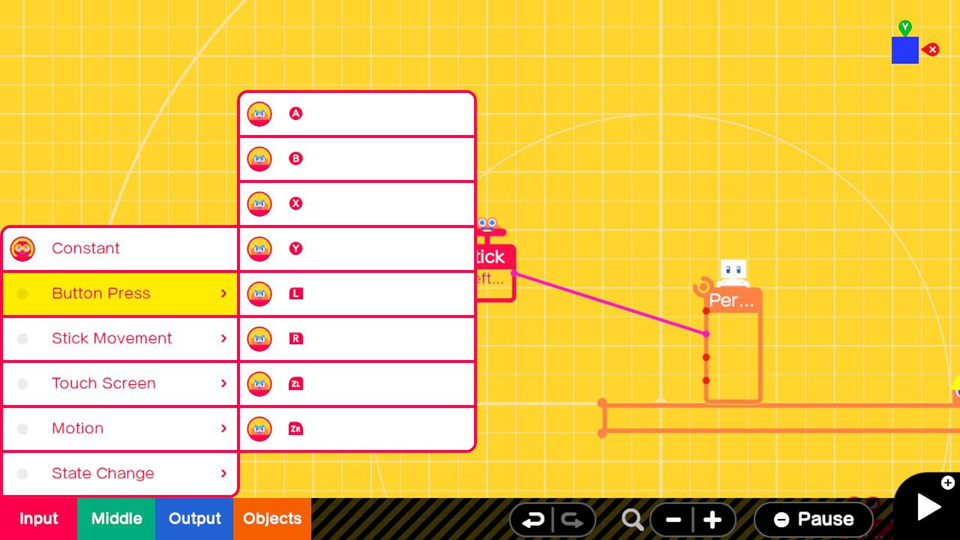 Y
X
A
B
X
Y
L
R
ZL
ZR
Constant
Button Press
Stick Movement
Touch Screen
Motion
State Change
tick
eft...
Per...
Input
Middle
Output
Objects
Pause